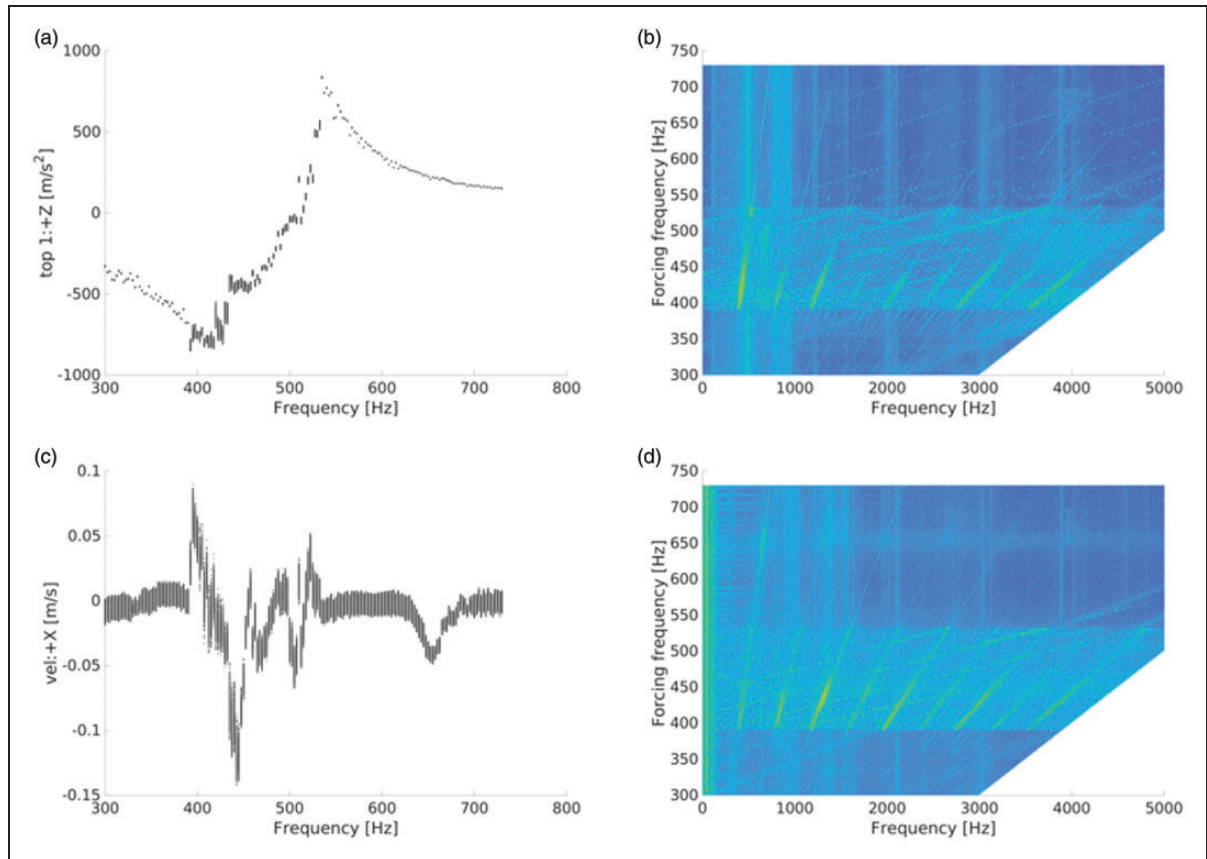 (a)
1000
500
0
-500
-1000
top 1:+Z [m/s²]
300 400 500 600 700 800
Frequency [Hz]
(b)
750
700
650
600
550
500
450
400
350
300
Forcing frequency [Hz]
0 1000 2000 3000 4000 5000
Frequency [Hz]
(c)
0.1
0.05
0
-0.05
-0.1
-0.15
vel:+X [m/s]
300 400 500 600 700 800
Frequency [Hz]
(d)
750
700
650
600
550
500
450
400
350
300
Forcing frequency [Hz]
0 1000 2000 3000 4000 5000
Frequency [Hz]